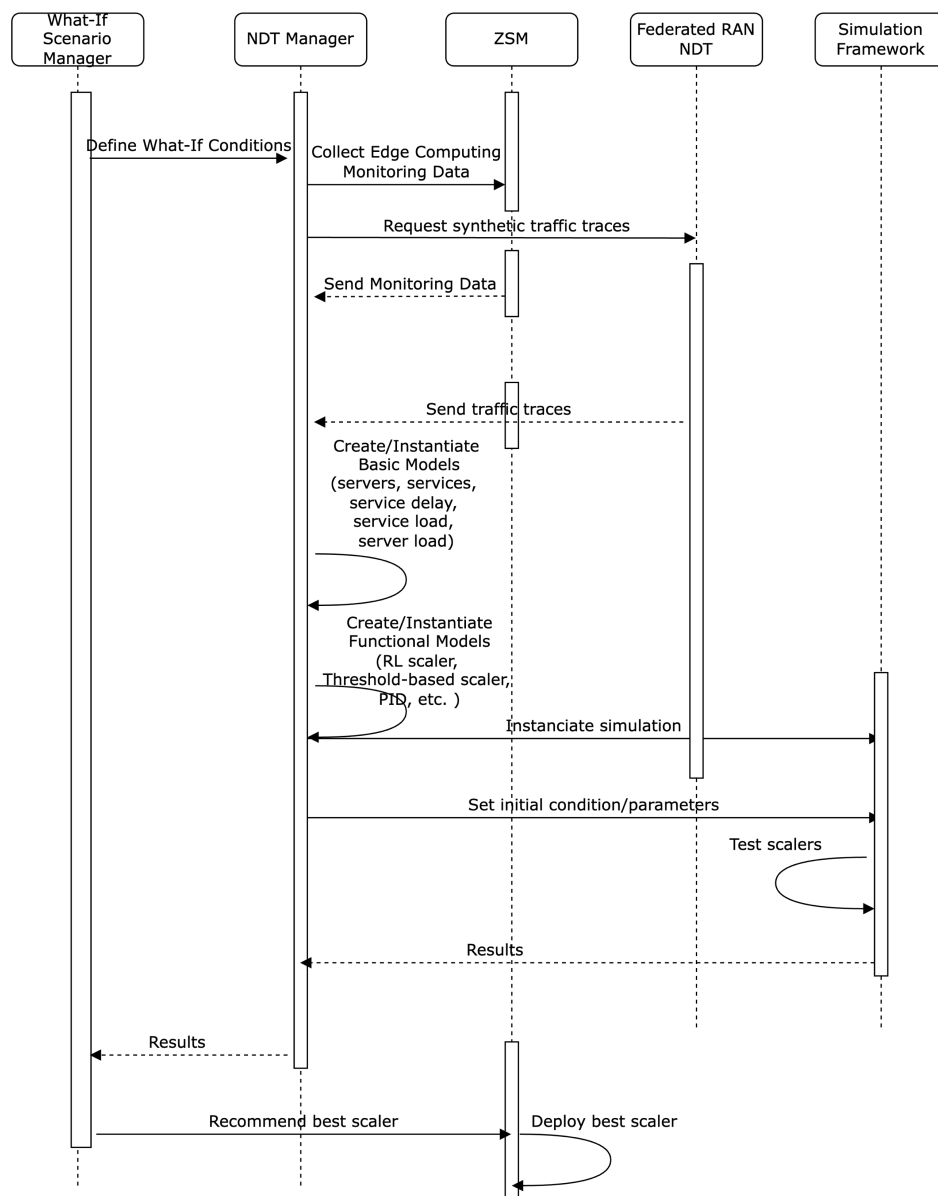 What-If
Scenario
Manager
NDT Manager
ZSM
Federated RAN
NDT
Simulation
Framework
Define What-If Conditions
Collect Edge Computing
Monitoring Data
Request synthetic traffic traces
Send Monitoring Data
Send traffic traces
Create/Instantiate
Basic Models
(servers, services,
service delay,
service load,
server load)
Create/Instantiate
Functional Models
(RL scaler,
Threshold-based scaler,
PID, etc. )
Instanciate simulation
Set initial condition/parameters
Test scalers
Results
Results
Recommend best scaler
Deploy best scaler